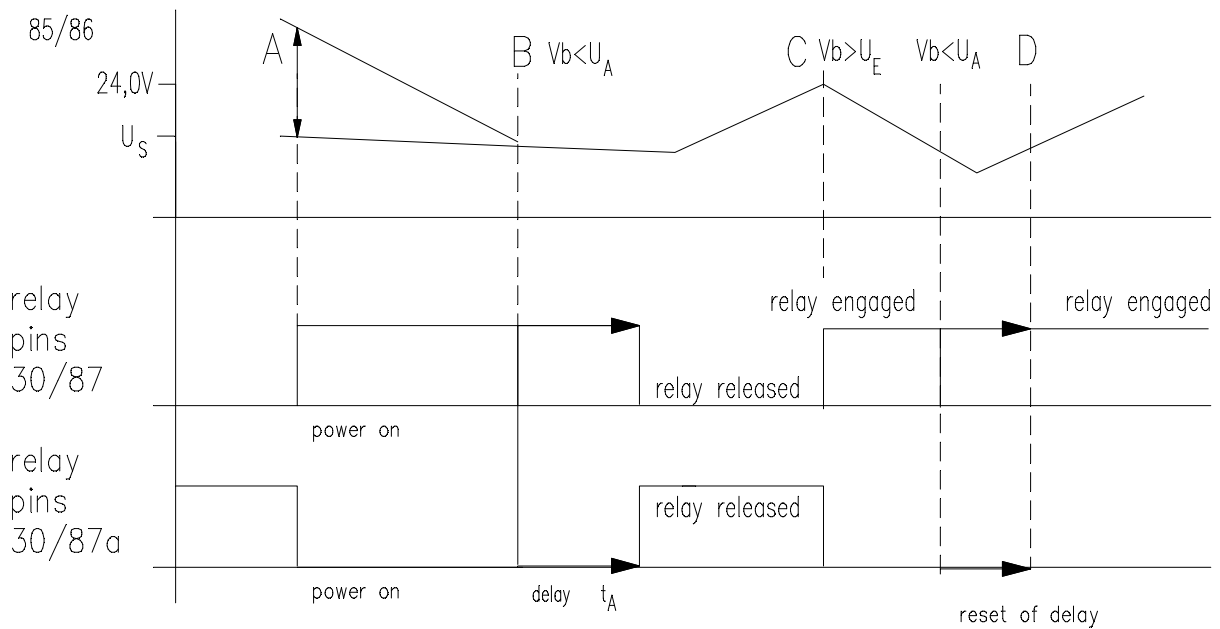 85/86
A
B Vb<U_A
C Vb>U_E
Vb<U_A
D
24,0V
U_S
relay
pins
30/87
relay engaged
relay engaged
relay released
power on
relay
pins
30/87a
relay released
power on
delay t_A
reset of delay